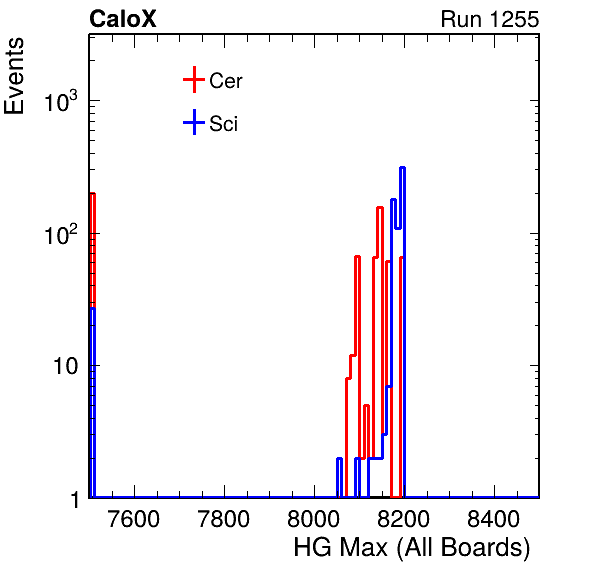 CaloX Run 1255
Events
Cer
Sci
10³
10²
10
1
7600 7800 8000 8200 8400
HG Max (All Boards)